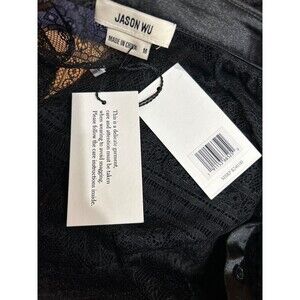 JASON WU
MADE IN CHINA
M
This is a delicate garment,
care and attention must be taken
when wearing to avoid snagging.
Please follow the care instructions inside.